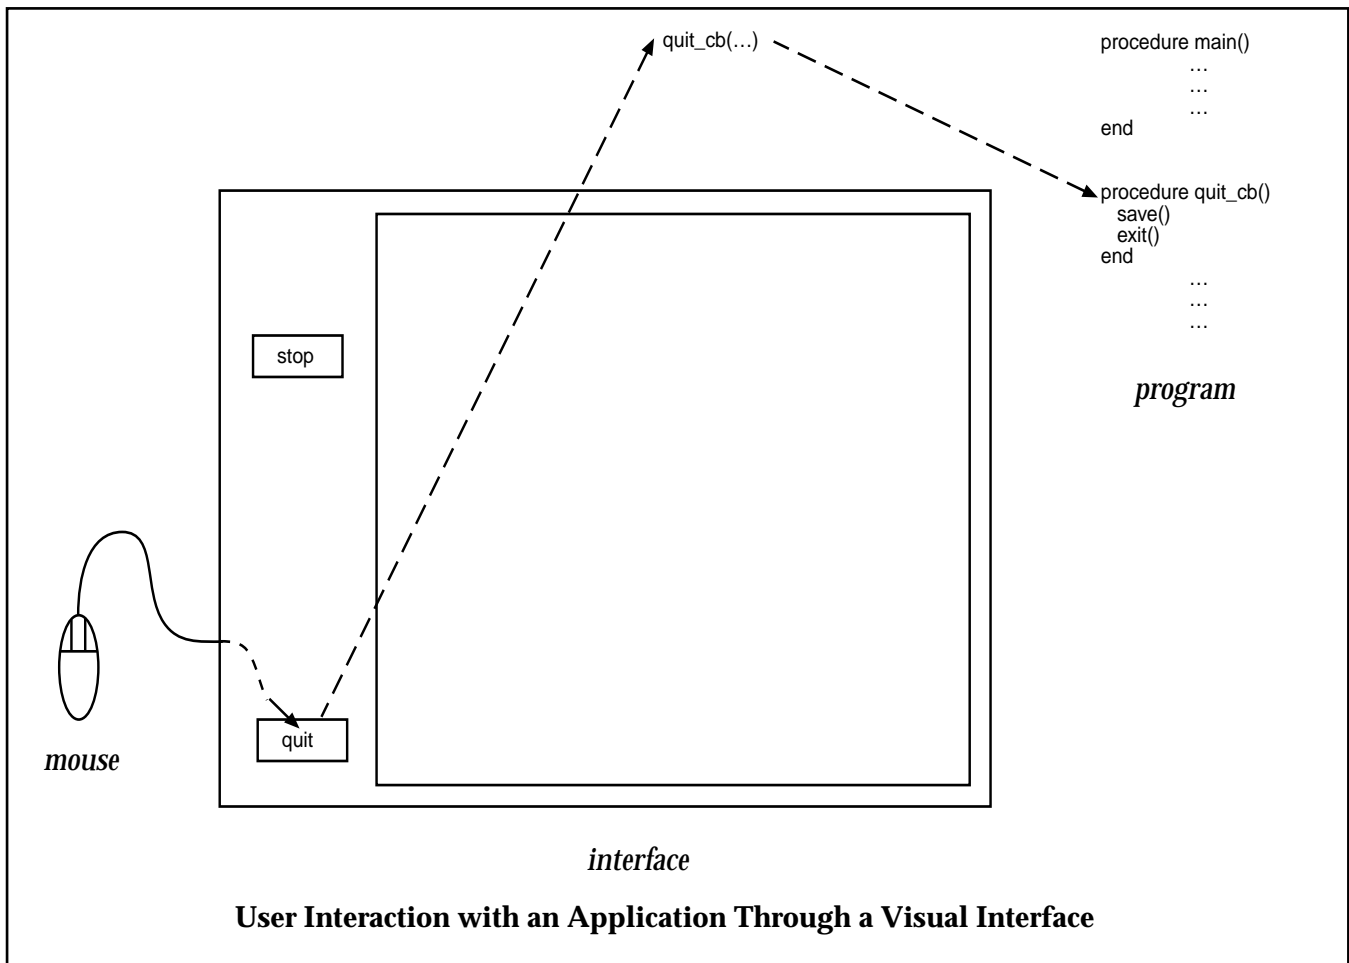 quit_cb(…)
procedure main()
…
…
…
end
procedure quit_cb()
save()
exit()
end
…
…
…
program
stop
quit
mouse
interface
User Interaction with an Application Through a Visual Interface